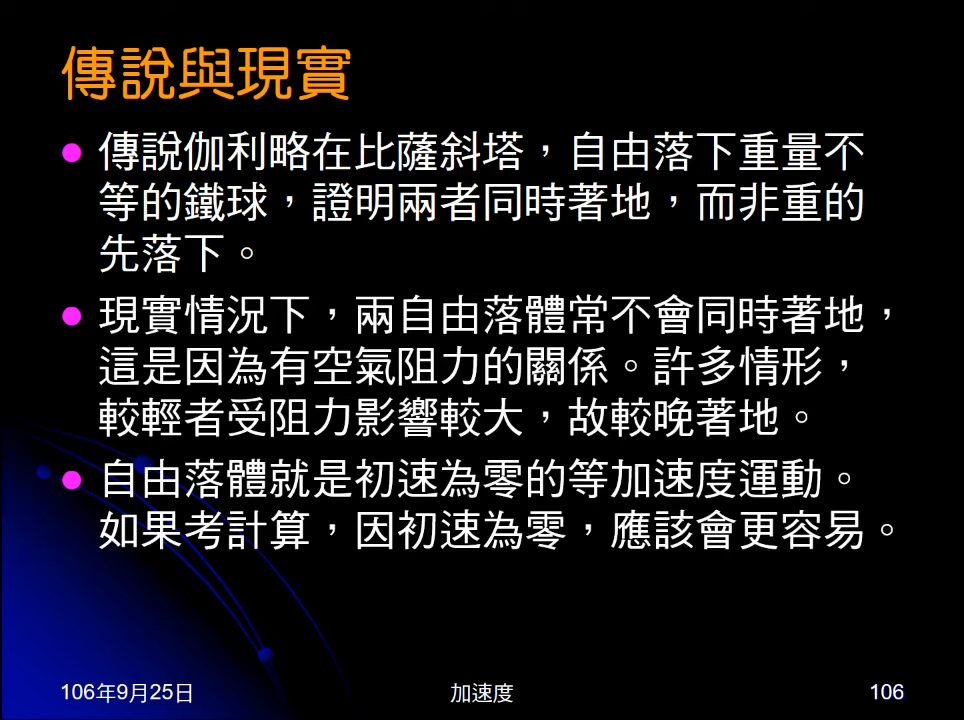 傳說與現實
傳說伽利略在比薩斜塔，自由落下重量不
等的鐵球，證明兩者同時著地，而非重的
先落下。
現實情況下，兩自由落體常不會同時著地，
這是因為有空氣阻力的關係。許多情形，
較輕者受阻力影響較大，故較晚著地。
自由落體就是初速為零的等加速度運動。
如果考計算，因初速為零，應該會更容易。
106年9月25日
加速度
106